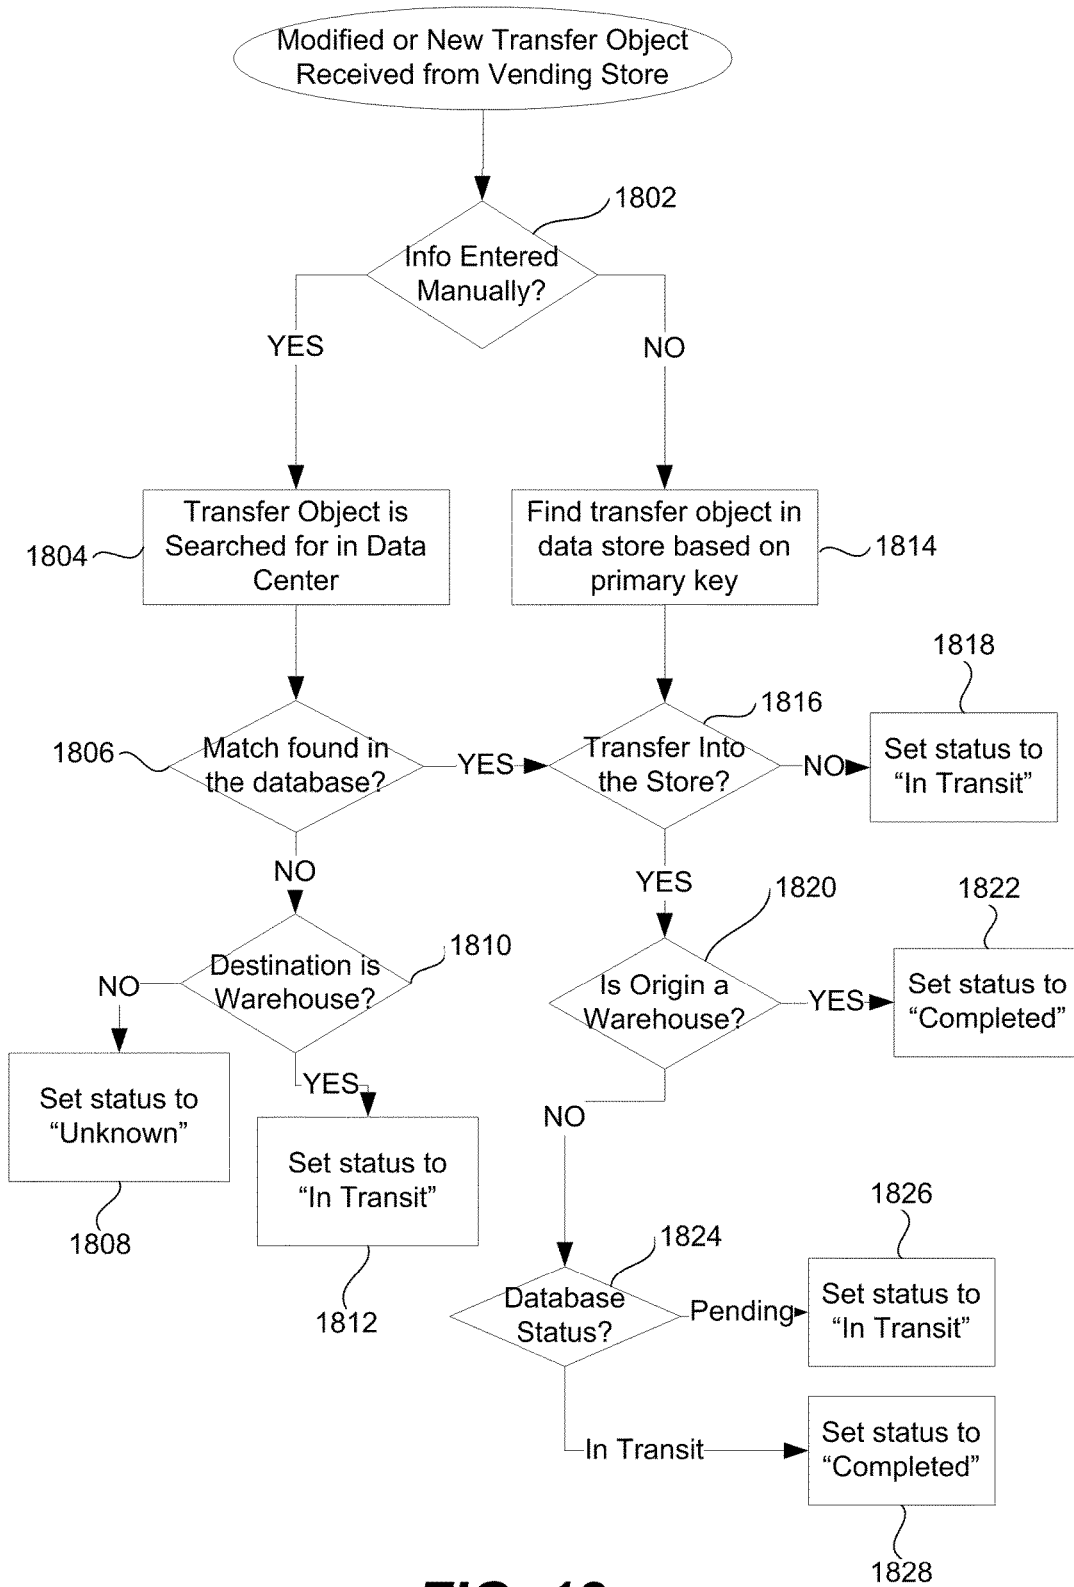 Modified or New Transfer Object
Received from Vending Store
1802
Info Entered
Manually?
YES
NO
Transfer Object is
Searched for in Data
Center
1804
Find transfer object in
data store based on
primary key
1814
1818
1816
1806
Match found in
the database?
YES
Transfer Into
the Store?
NO
Set status to
“In Transit”
NO
YES
1820
1822
1810
Destination is
Warehouse?
NO
Is Origin a
Warehouse?
YES
Set status to
“Completed”
Set status to
“Unknown”
YES
NO
Set status to
“In Transit”
1808
1812
1826
1824
Database
Status?
Pending
Set status to
“In Transit”
In Transit
Set status to
“Completed”
1828